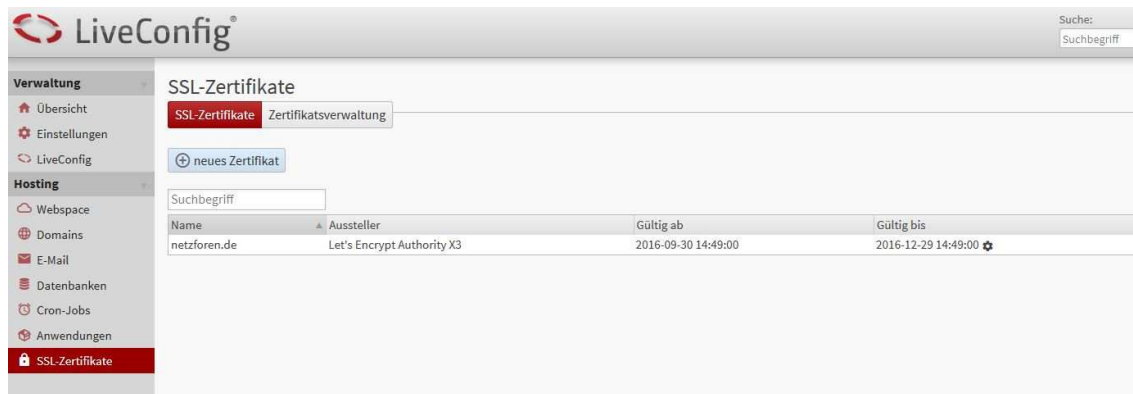 LiveConfig®
Suche:
Suchbegriff
Verwaltung
Übersicht
Einstellungen
LiveConfig
Hosting
Webspace
Domains
E-Mail
Datenbanken
Cron-Jobs
Anwendungen
SSL-Zertifikate
SSL-Zertifikate
SSL-Zertifikate Zertifikatsverwaltung
neues Zertifikat
Suchbegriff
Name Aussteller Gültig ab Gültig bis
netzforen.de Let's Encrypt Authority X3 2016-09-30 14:49:00 2016-12-29 14:49:00